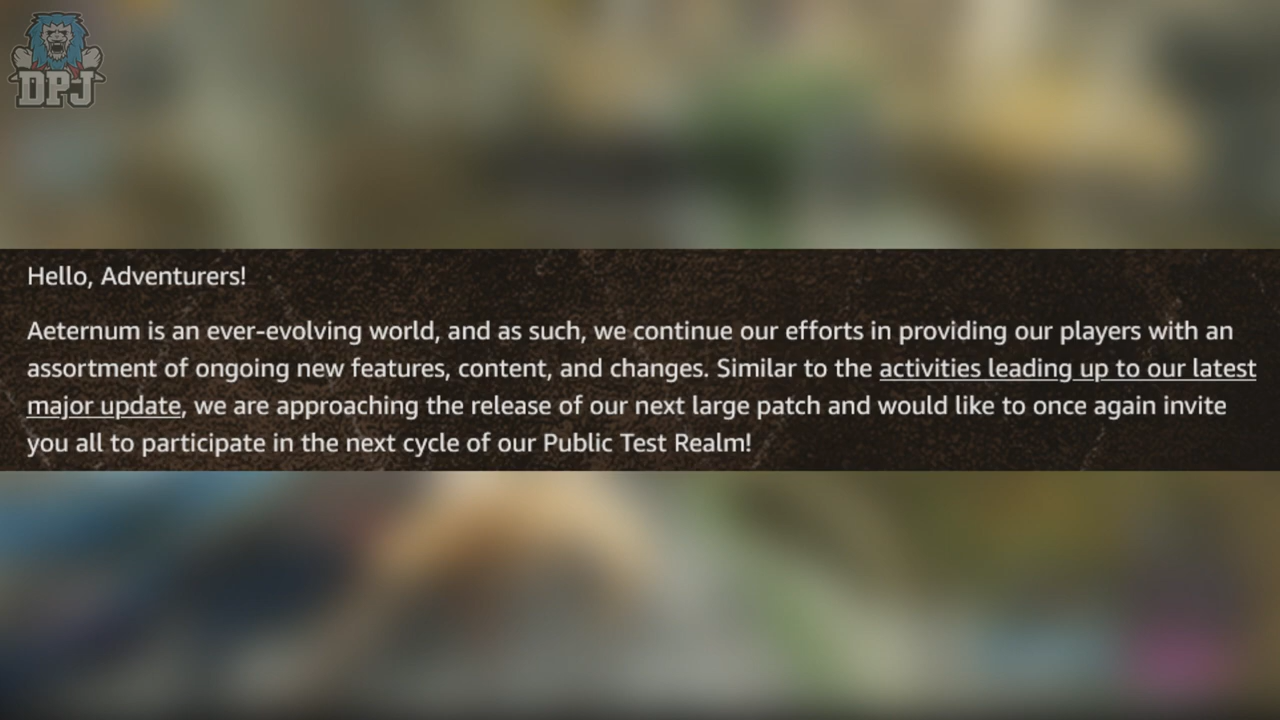 DPJ
Hello, Adventurers!
Aeternum is an ever-evolving world, and as such, we continue our efforts in providing our players with an
assortment of ongoing new features, content, and changes. Similar to the activities leading up to our latest
major update, we are approaching the release of our next large patch and would like to once again invite
you all to participate in the next cycle of our Public Test Realm!